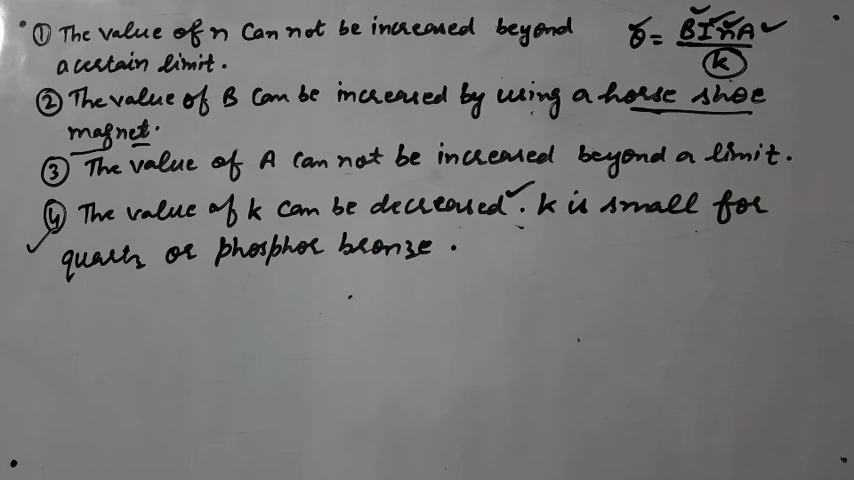 ① The value of n Can not be increased beyond
a certain limit.
θ = BInA / k
② The value of B Can be increased by using a horse shoe
magnet.
③ The value of A can not be increased beyond a limit.
④ The value of k can be decreased. k is small for
quartz or phosphor bronze.